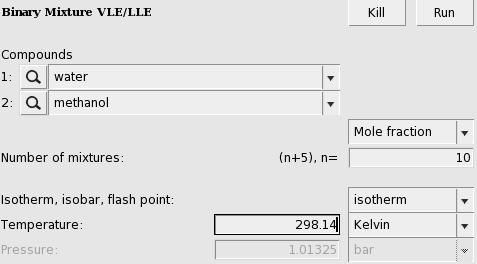 Binary Mixture VLE/LLE
Kill Run
Compounds
1: water
2: methanol
Mole fraction
Number of mixtures: (n+5), n= 10
Isotherm, isobar, flash point: isotherm
Temperature: 298.14 Kelvin
Pressure: 1.01325 bar